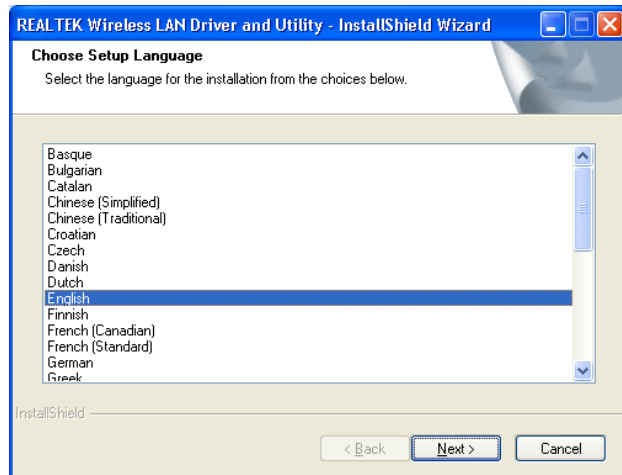 REALTEK Wireless LAN Driver and Utility - InstallShield Wizard
Choose Setup Language
Select the language for the installation from the choices below.
Basque
Bulgarian
Catalan
Chinese (Simplified)
Chinese (Traditional)
Croatian
Czech
Danish
Dutch
English
Finnish
French (Canadian)
French (Standard)
German
Greek
InstallShield
< Back Next > Cancel